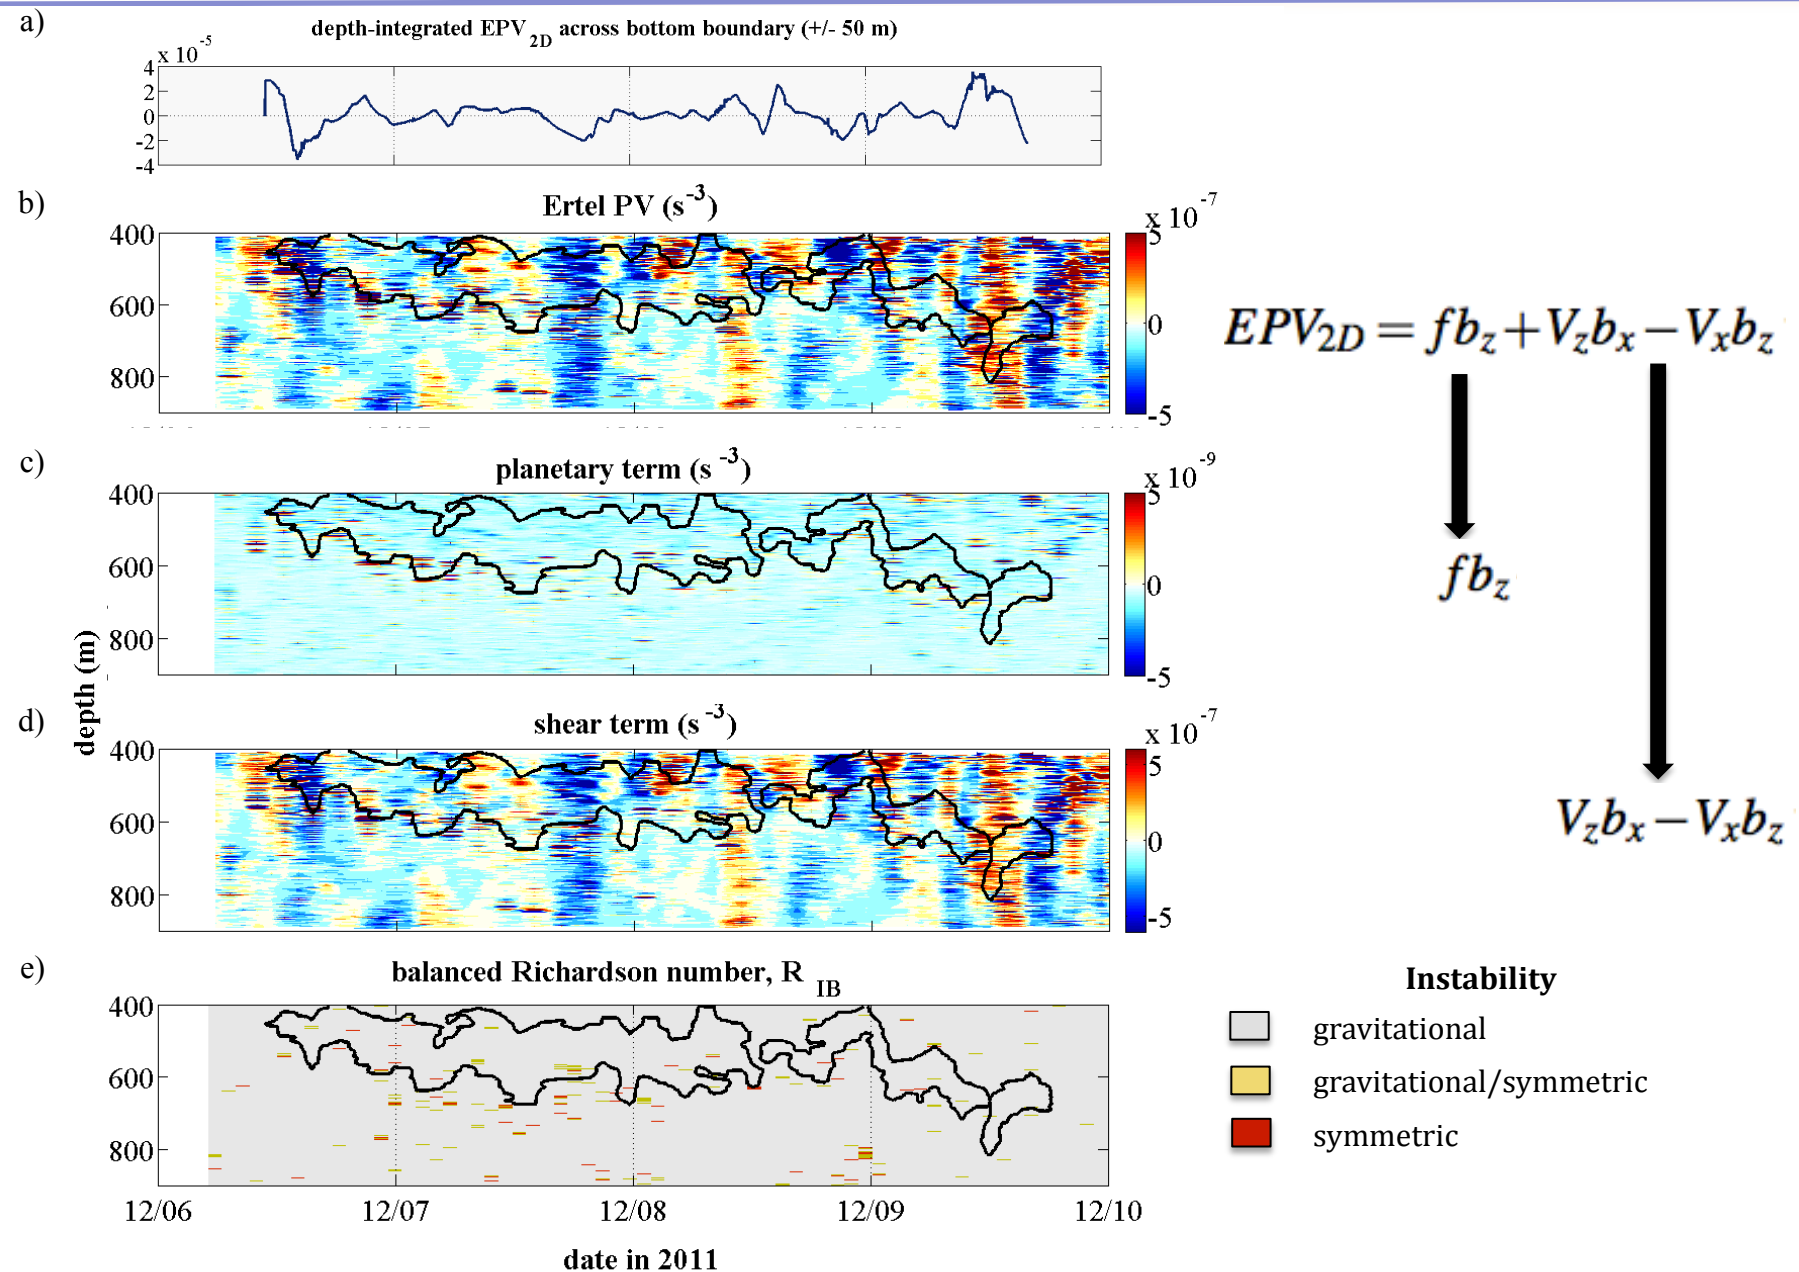 a)
depth-integrated EPV2D across bottom boundary (+/- 50 m)
x 10-5
4
2
0
-2
-4
b)
Ertel PV (s-3)
x 10-7
400
600
800
5
0
-5
EPV2D = fbz + Vzbx − Vxbz
c)
planetary term (s-3)
x 10-9
400
600
800
5
0
-5
fbz
depth (m)
d)
shear term (s-3)
x 10-7
400
600
800
5
0
-5
Vzbx − Vxbz
e)
balanced Richardson number, R IB
400
600
800
12/06 12/07 12/08 12/09 12/10
date in 2011
Instability
gravitational
gravitational/symmetric
symmetric